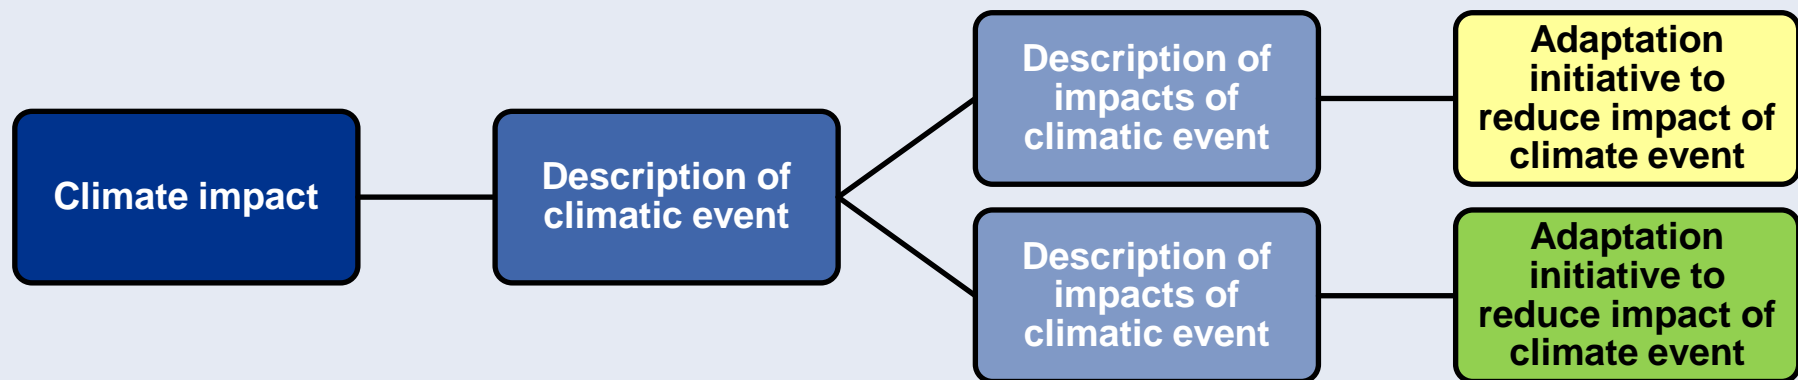 Climate impact
Description of
climatic event
Description of
impacts of
climatic event
Adaptation
initiative to
reduce impact of
climate event
Description of
impacts of
climatic event
Adaptation
initiative to
reduce impact of
climate event